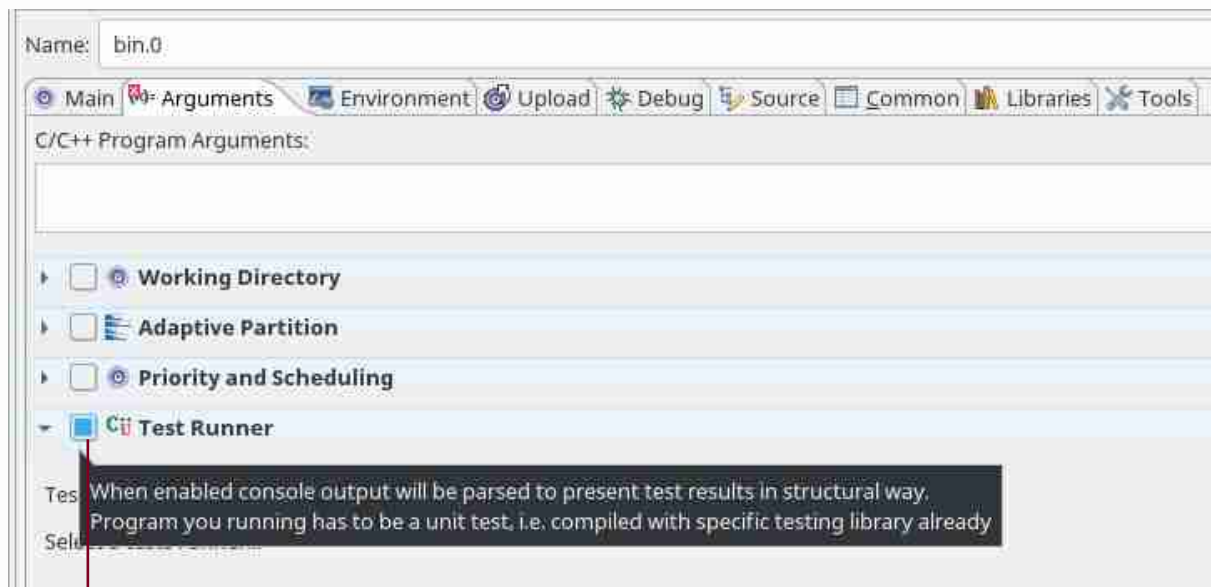 Name: bin.0
Main Arguments Environment Upload Debug Source Common Libraries Tools
C/C++ Program Arguments:
Working Directory
Adaptive Partition
Priority and Scheduling
Test Runner
When enabled console output will be parsed to present test results in structural way.
Program you running has to be a unit test, i.e. compiled with specific testing library already